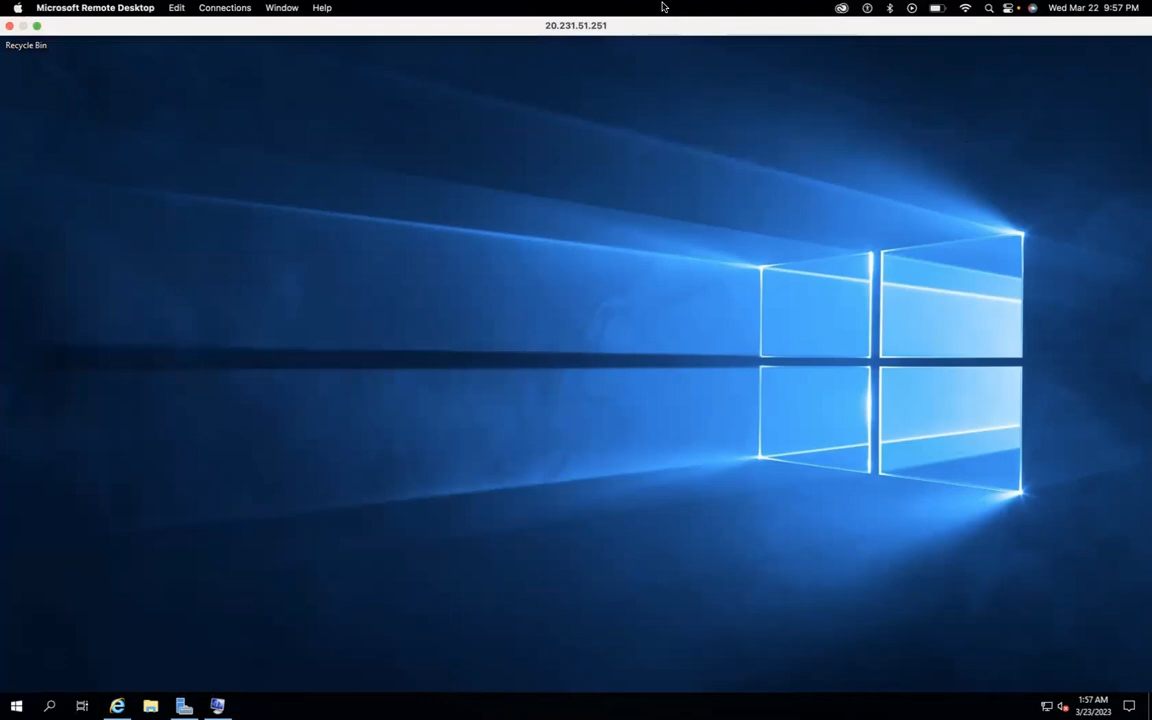 Microsoft Remote Desktop Edit Connections Window Help Wed Mar 22 9:57 PM
20.231.51.251
Recycle Bin
1:57 AM
3/23/2023